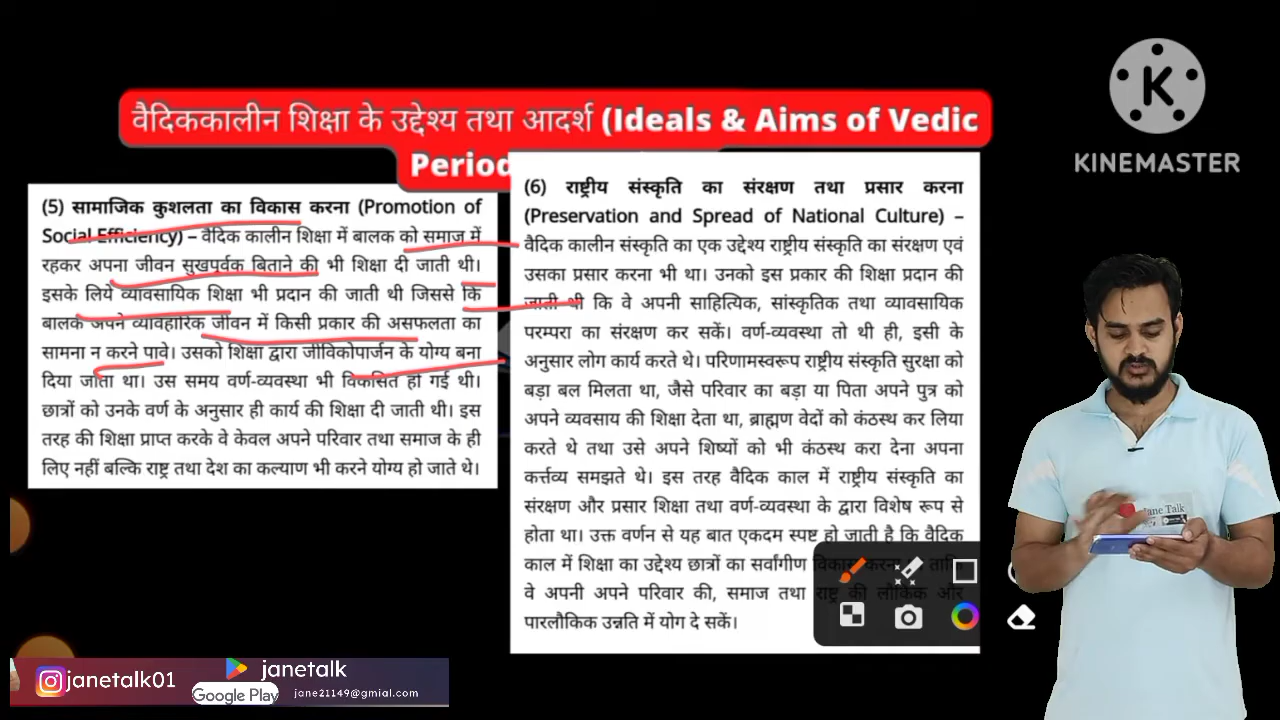 वैदिककालीन शिक्षा के उद्देश्य तथा आदर्श (Ideals & Aims of Vedic
Period
KINEMASTER
(5) सामाजिक कुशलता का विकास करना (Promotion of
Social Efficiency) – वैदिक कालीन शिक्षा में बालक को समाज में
रहकर अपना जीवन सुखपूर्वक बिताने की भी शिक्षा दी जाती थी।
इसके लिये व्यावसायिक शिक्षा भी प्रदान की जाती थी जिससे कि
बालक अपने व्यावहारिक जीवन में किसी प्रकार की असफलता का
सामना न करने पावे। उसको शिक्षा द्वारा जीविकोपार्जन के योग्य बना
दिया जाता था। उस समय वर्ण-व्यवस्था भी विकसित हो गई थी।
छात्रों को उनके वर्ण के अनुसार ही कार्य की शिक्षा दी जाती थी। इस
तरह की शिक्षा प्राप्त करके वे केवल अपने परिवार तथा समाज के ही
लिए नहीं बल्कि राष्ट्र तथा देश का कल्याण भी करने योग्य हो जाते थे।
(6) राष्ट्रीय संस्कृति का संरक्षण तथा प्रसार करना
(Preservation and Spread of National Culture) –
वैदिक कालीन संस्कृति का एक उद्देश्य राष्ट्रीय संस्कृति का संरक्षण एवं
उसका प्रसार करना भी था। उनको इस प्रकार की शिक्षा प्रदान की
जाती थी कि वे अपनी साहित्यिक, सांस्कृतिक तथा व्यावसायिक
परम्परा का संरक्षण कर सकें। वर्ण-व्यवस्था तो थी ही, इसी के
अनुसार लोग कार्य करते थे। परिणामस्वरूप राष्ट्रीय संस्कृति सुरक्षा को
बड़ा बल मिलता था, जैसे परिवार का बड़ा या पिता अपने पुत्र को
अपने व्यवसाय की शिक्षा देता था, ब्राह्मण वेदों को कंठस्थ कर लिया
करते थे तथा उसे अपने शिष्यों को भी कंठस्थ करा देना अपना
कर्त्तव्य समझते थे। इस तरह वैदिक काल में राष्ट्रीय संस्कृति का
संरक्षण और प्रसार शिक्षा तथा वर्ण-व्यवस्था के द्वारा विशेष रूप से
होता था। उक्त वर्णन से यह बात एकदम स्पष्ट हो जाती है कि वैदिक
काल में शिक्षा का उद्देश्य छात्रों का सर्वांगीण विकास करना
वे अपनी अपने परिवार की, समाज तथा राष्ट्र की लौकिक और
पारलौकिक उन्नति में योग दे सकें।
Jane Talk
janetalk01
janetalk
Google Play
jane21149@gmial.com